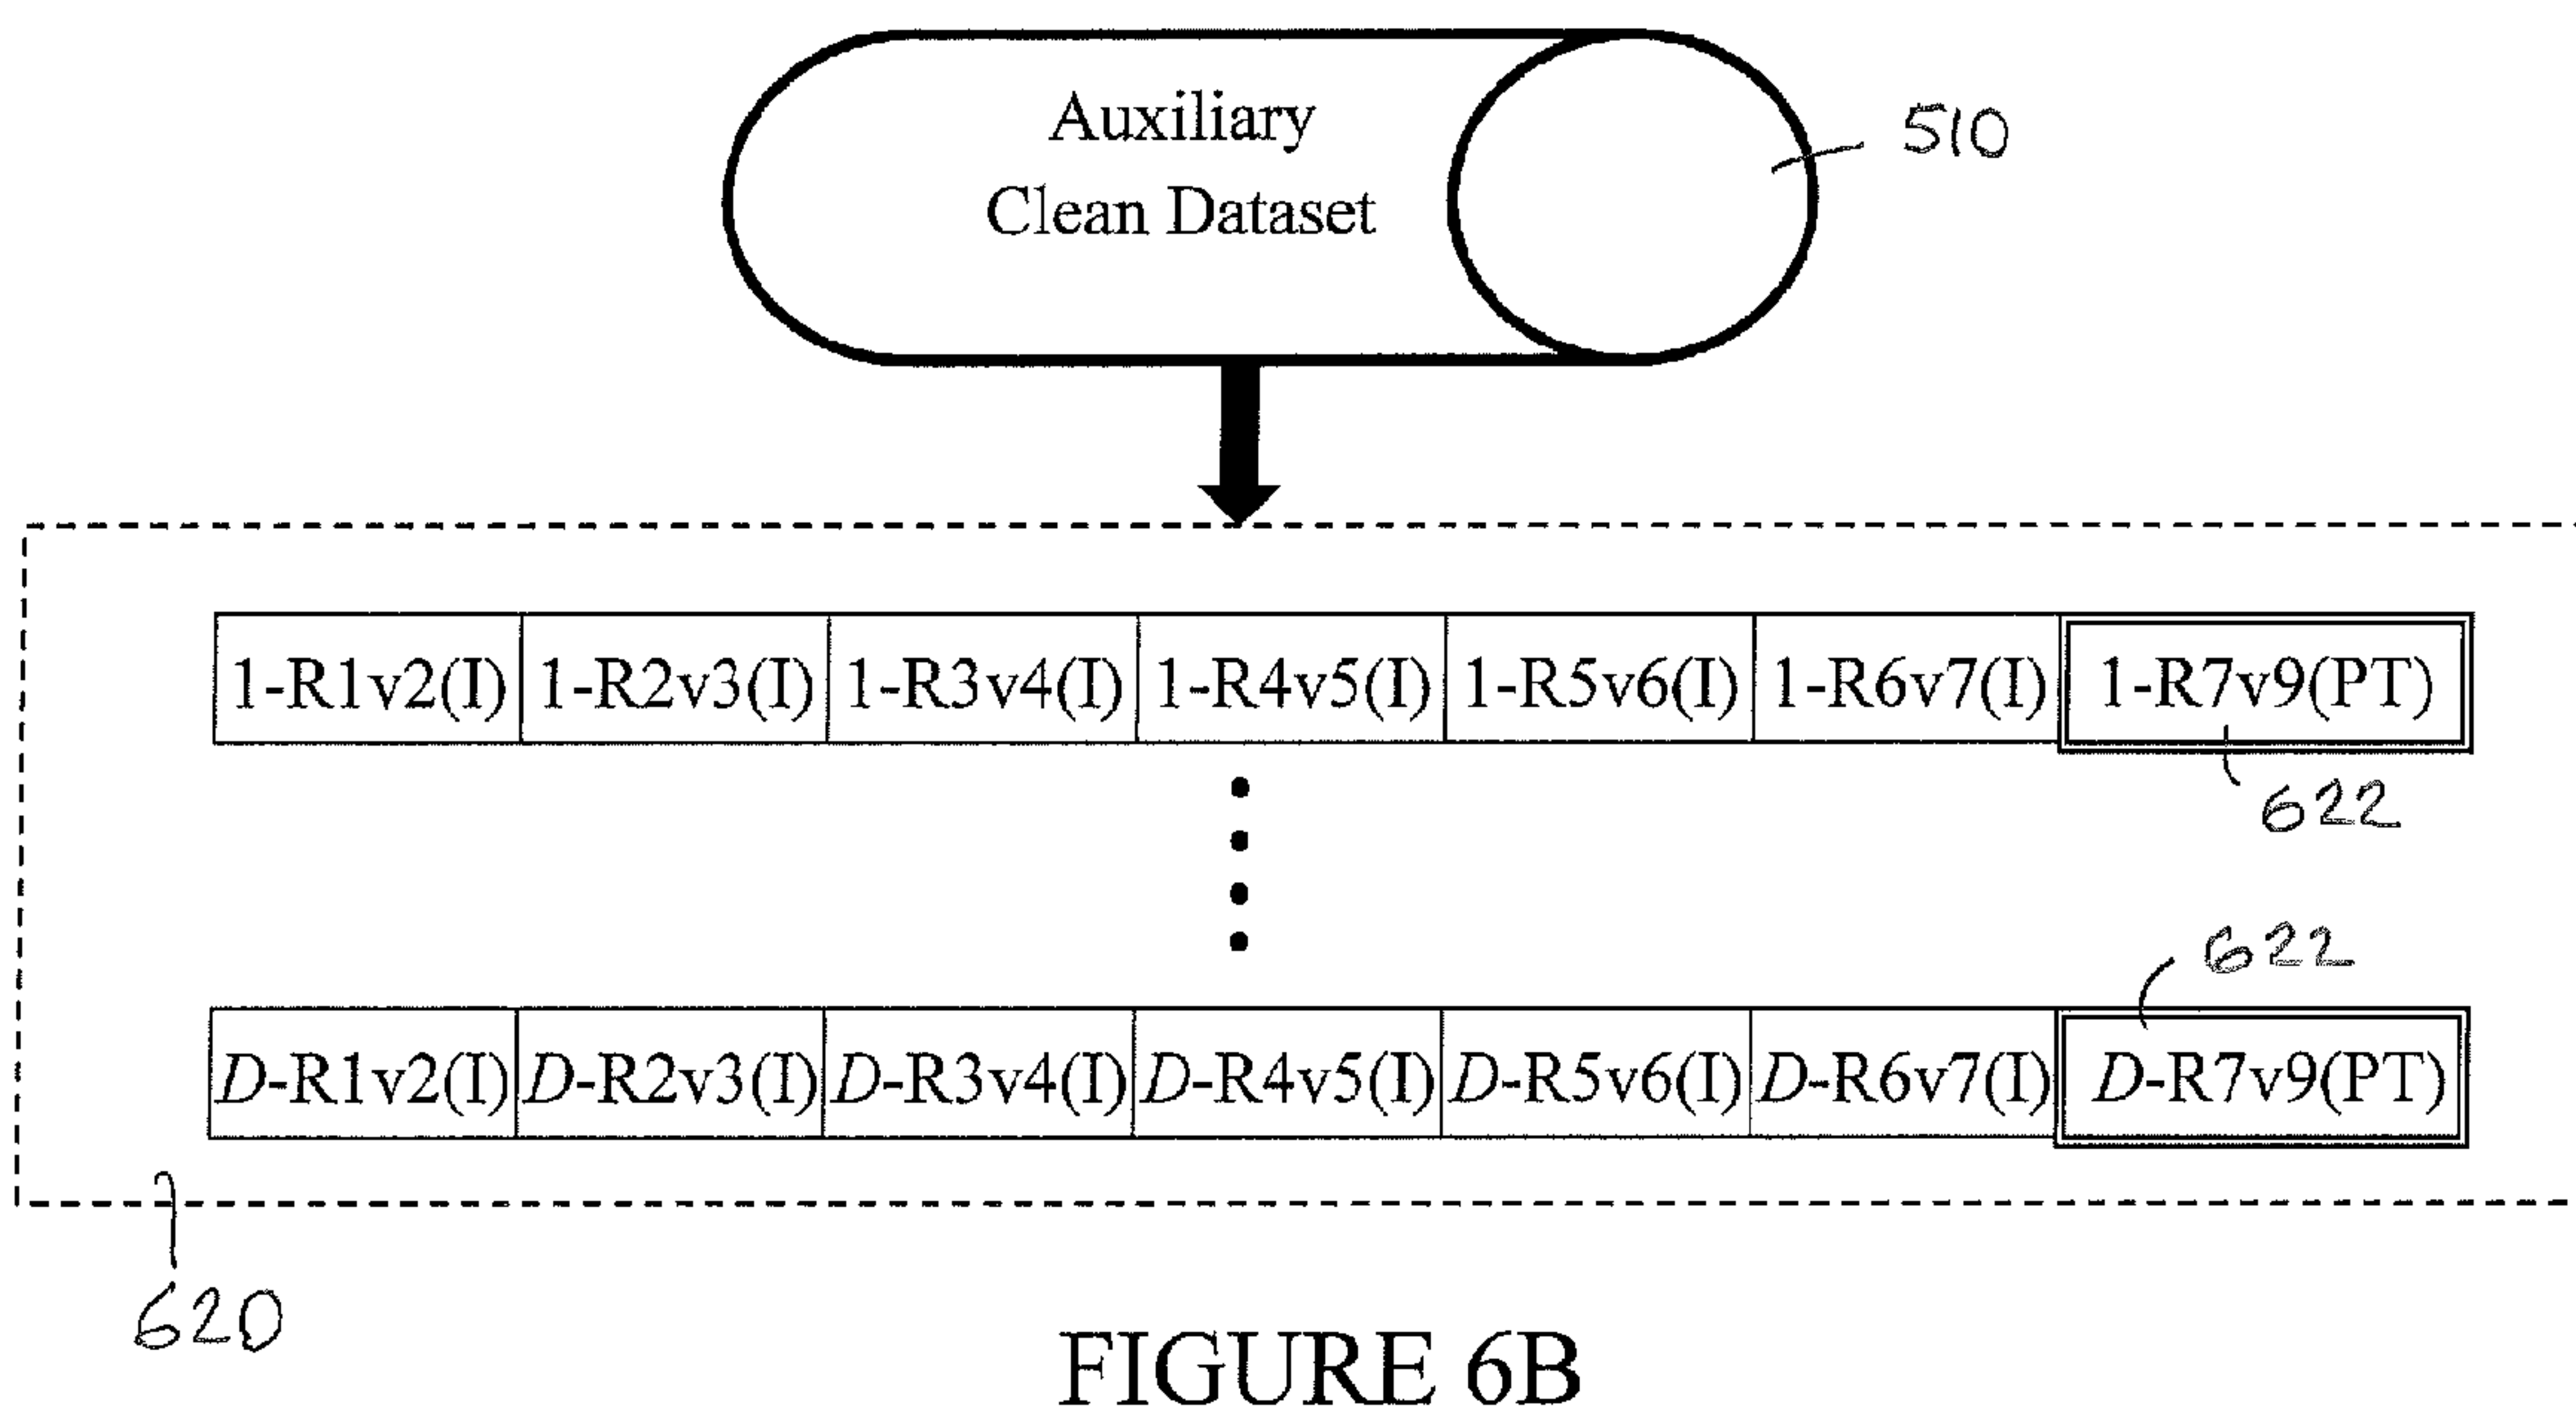 Auxiliary
Clean Dataset
510
1-R1v2(I) 1-R2v3(I) 1-R3v4(I) 1-R4v5(I) 1-R5v6(I) 1-R6v7(I) 1-R7v9(PT)
622
622
D-R1v2(I) D-R2v3(I) D-R3v4(I) D-R4v5(I) D-R5v6(I) D-R6v7(I) D-R7v9(PT)
620
FIGURE 6B